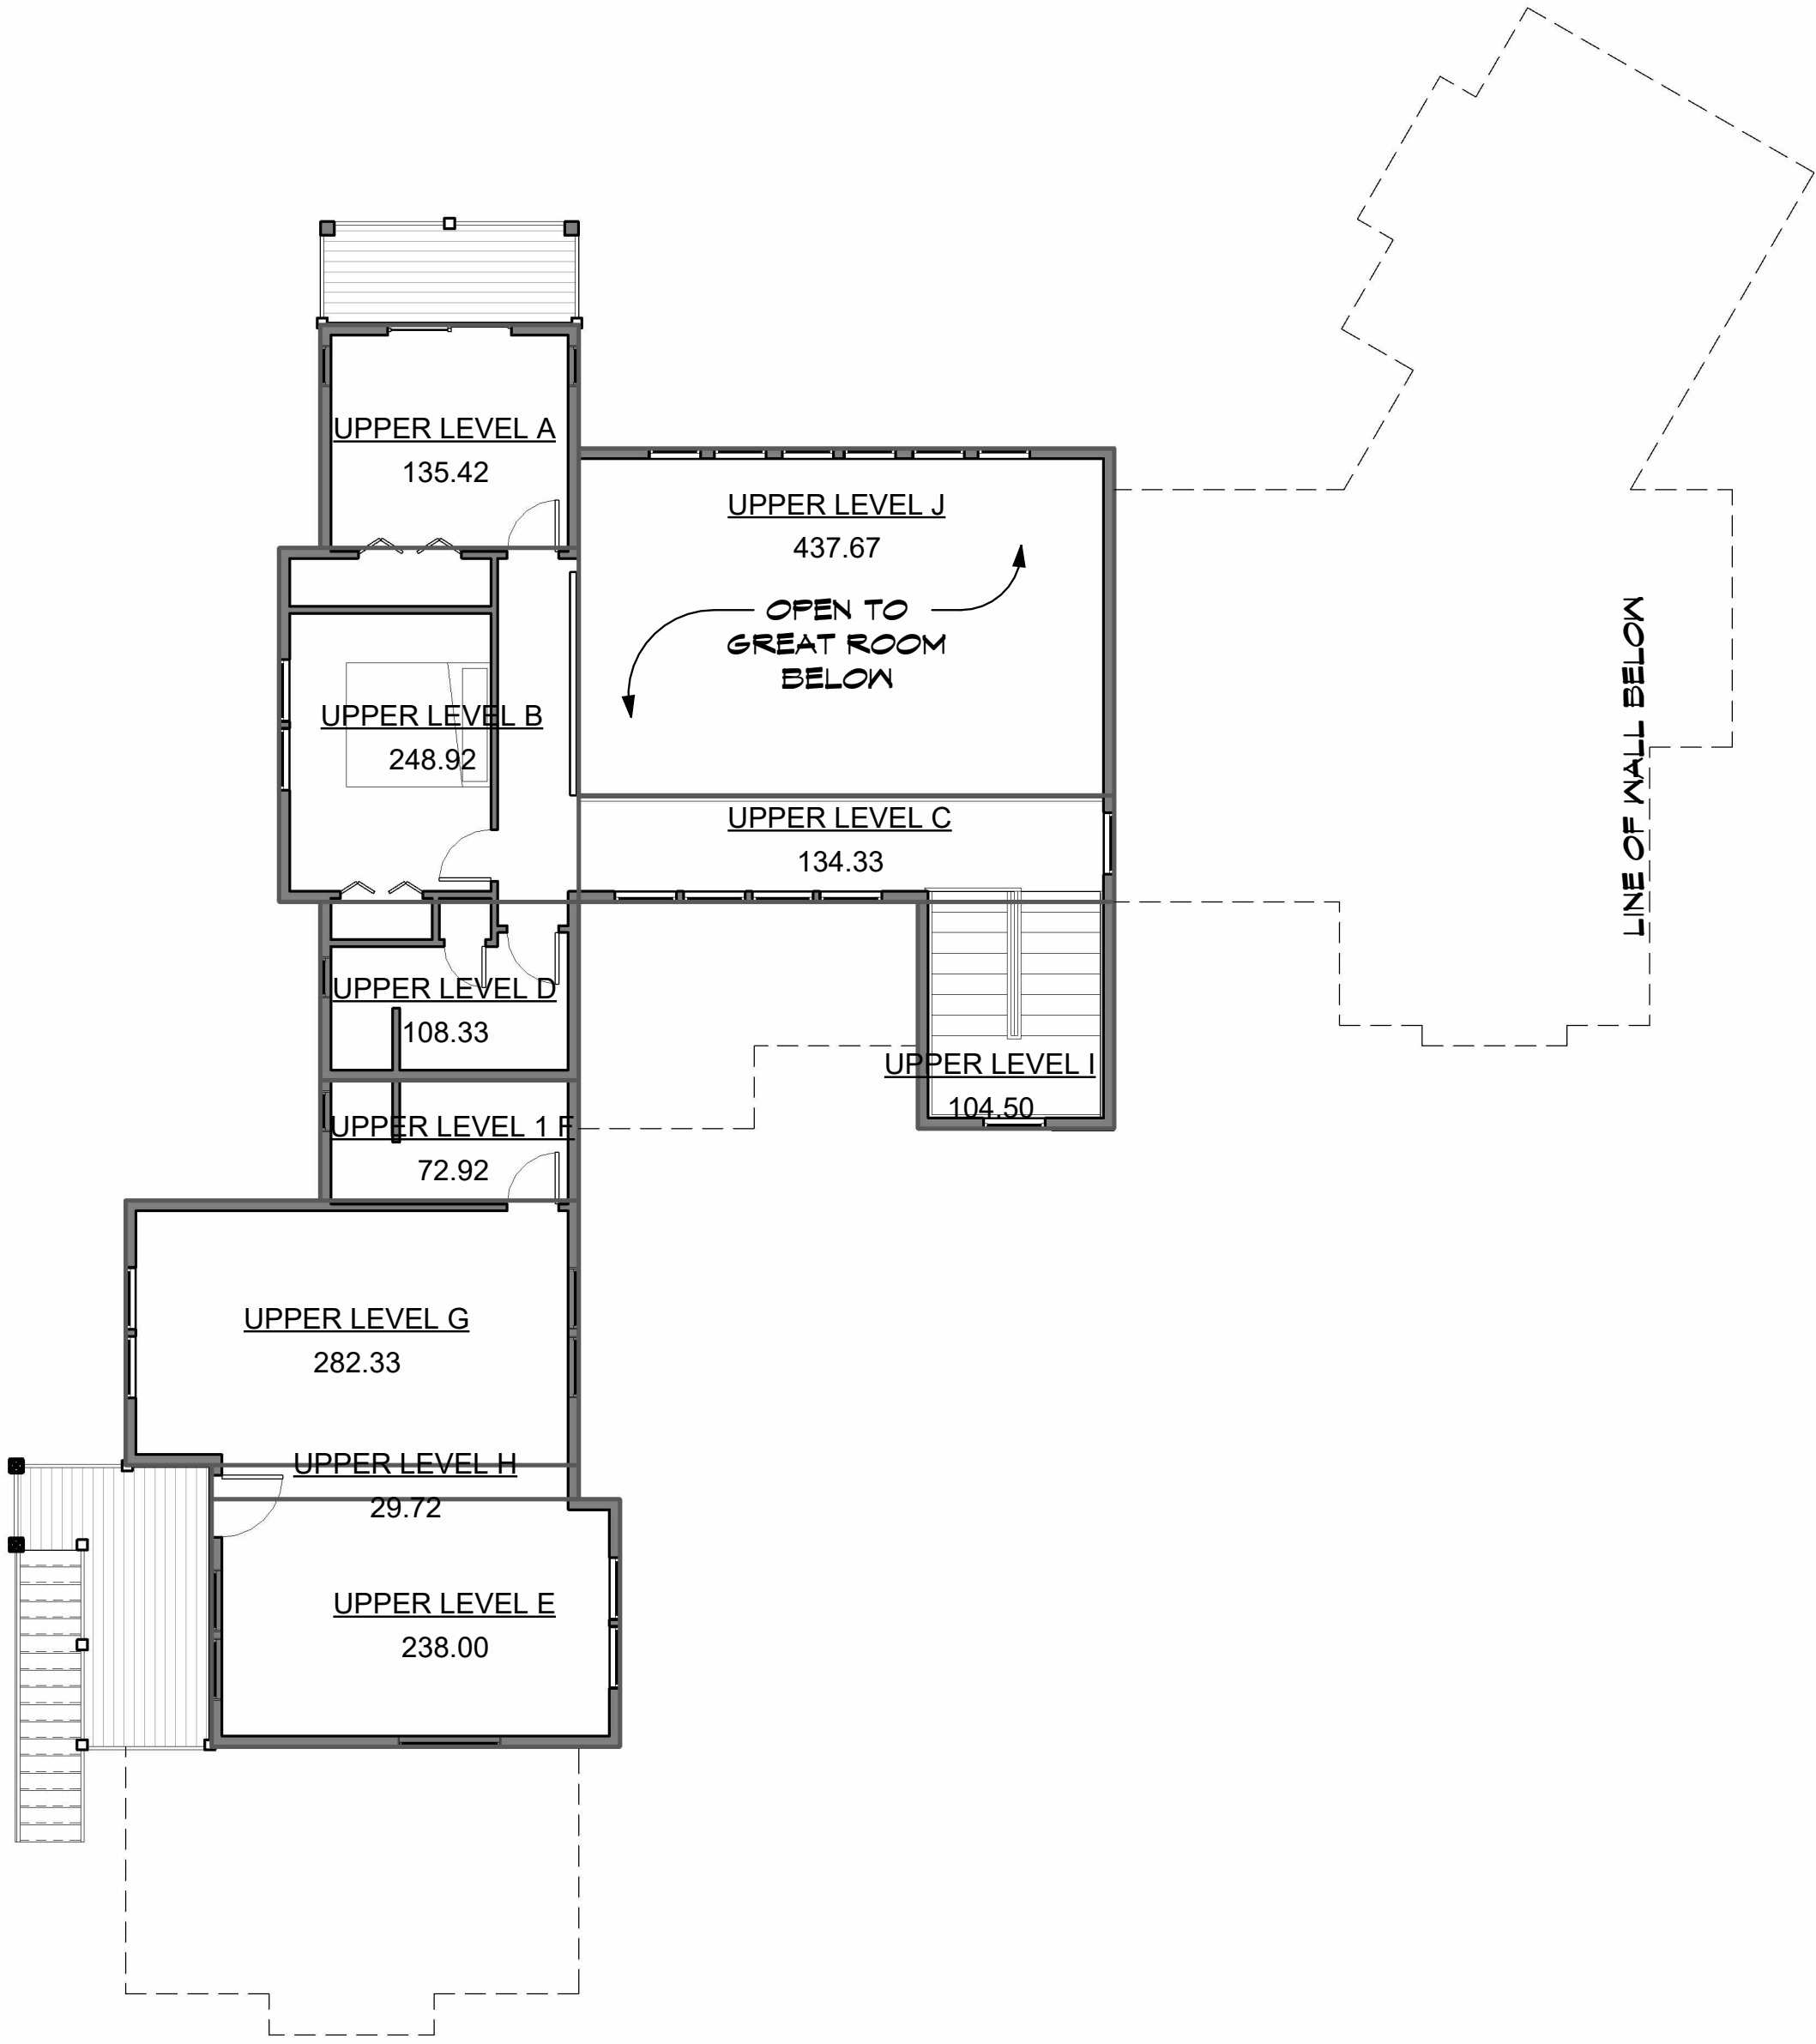 UPPER LEVEL A
135.42
UPPER LEVEL J
437.67
OPEN TO
GREAT ROOM
BELOW
LINE OF WALL BELOW
UPPER LEVEL B
248.92
UPPER LEVEL C
134.33
UPPER LEVEL D
108.33
UPPER LEVEL I
104.50
UPPER LEVEL 1 F
72.92
UPPER LEVEL G
282.33
UPPER LEVEL H
29.72
UPPER LEVEL E
238.00